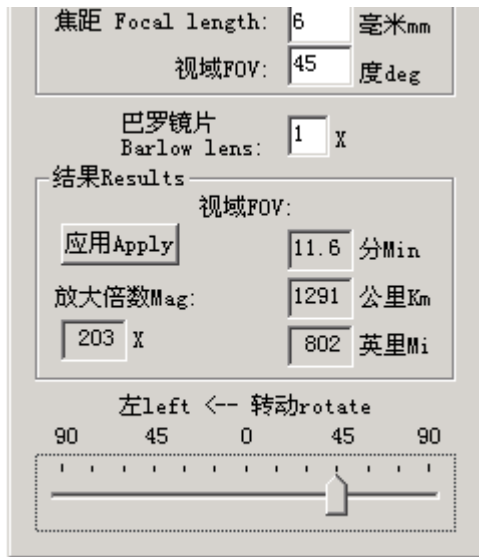 焦距 Focal length: 6 毫米mm
视域FOV: 45 度deg
巴罗镜片
Barlow lens: 1 X
结果Results
视域FOV:
应用Apply 11.6 分Min
放大倍数Mag: 1291 公里Km
203 X 802 英里Mi
左left <-- 转动rotate
90 45 0 45 90